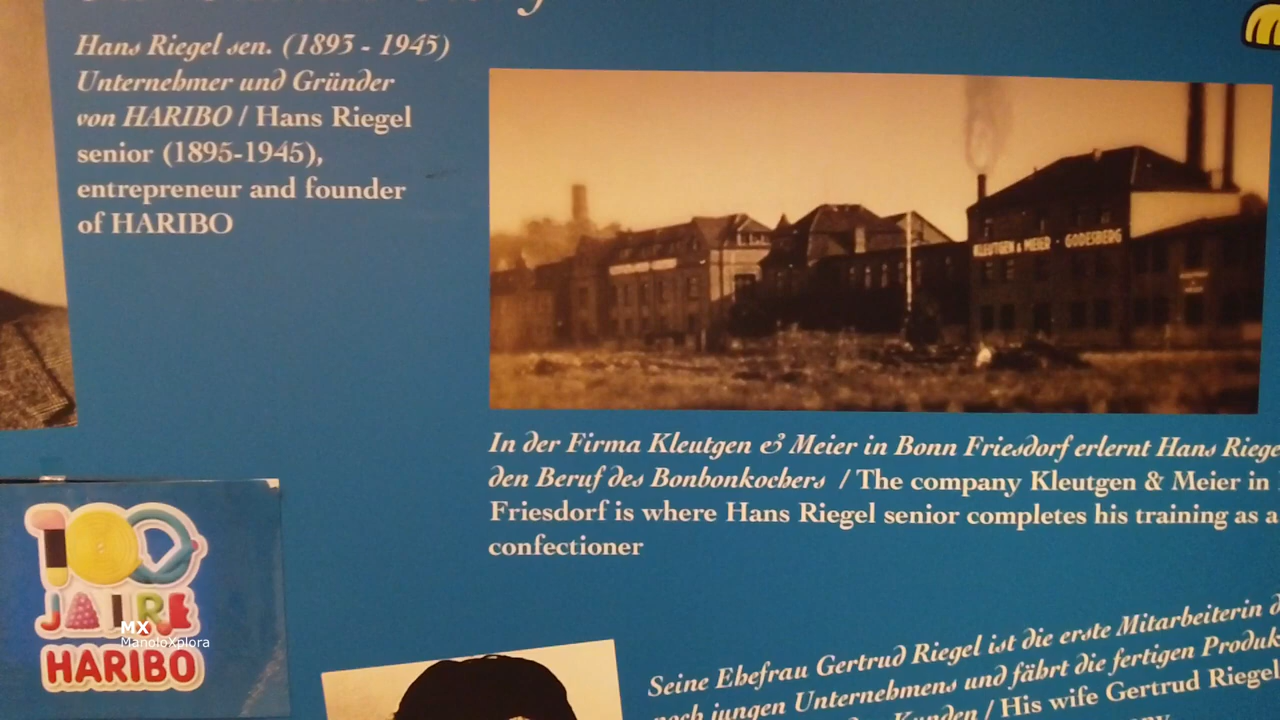 Hans Riegel sen. (1893 - 1945)
Unternehmer und Gründer
von HARIBO / Hans Riegel
senior (1895-1945),
entrepreneur and founder
of HARIBO
KLEUTGEN & MEIER · GODESBERG
In der Firma Kleutgen & Meier in Bonn Friesdorf erlernt Hans Riege
den Beruf des Bonbonkochers / The company Kleutgen & Meier in
Friesdorf is where Hans Riegel senior completes his training as a
confectioner
100
JAHRE
HARIBO
MX
ManoloXplora
Seine Ehefrau Gertrud Riegel ist die erste Mitarbeiterin d
noch jungen Unternehmens und fährt die fertigen Produk
Kunden / His wife Gertrud Riegel